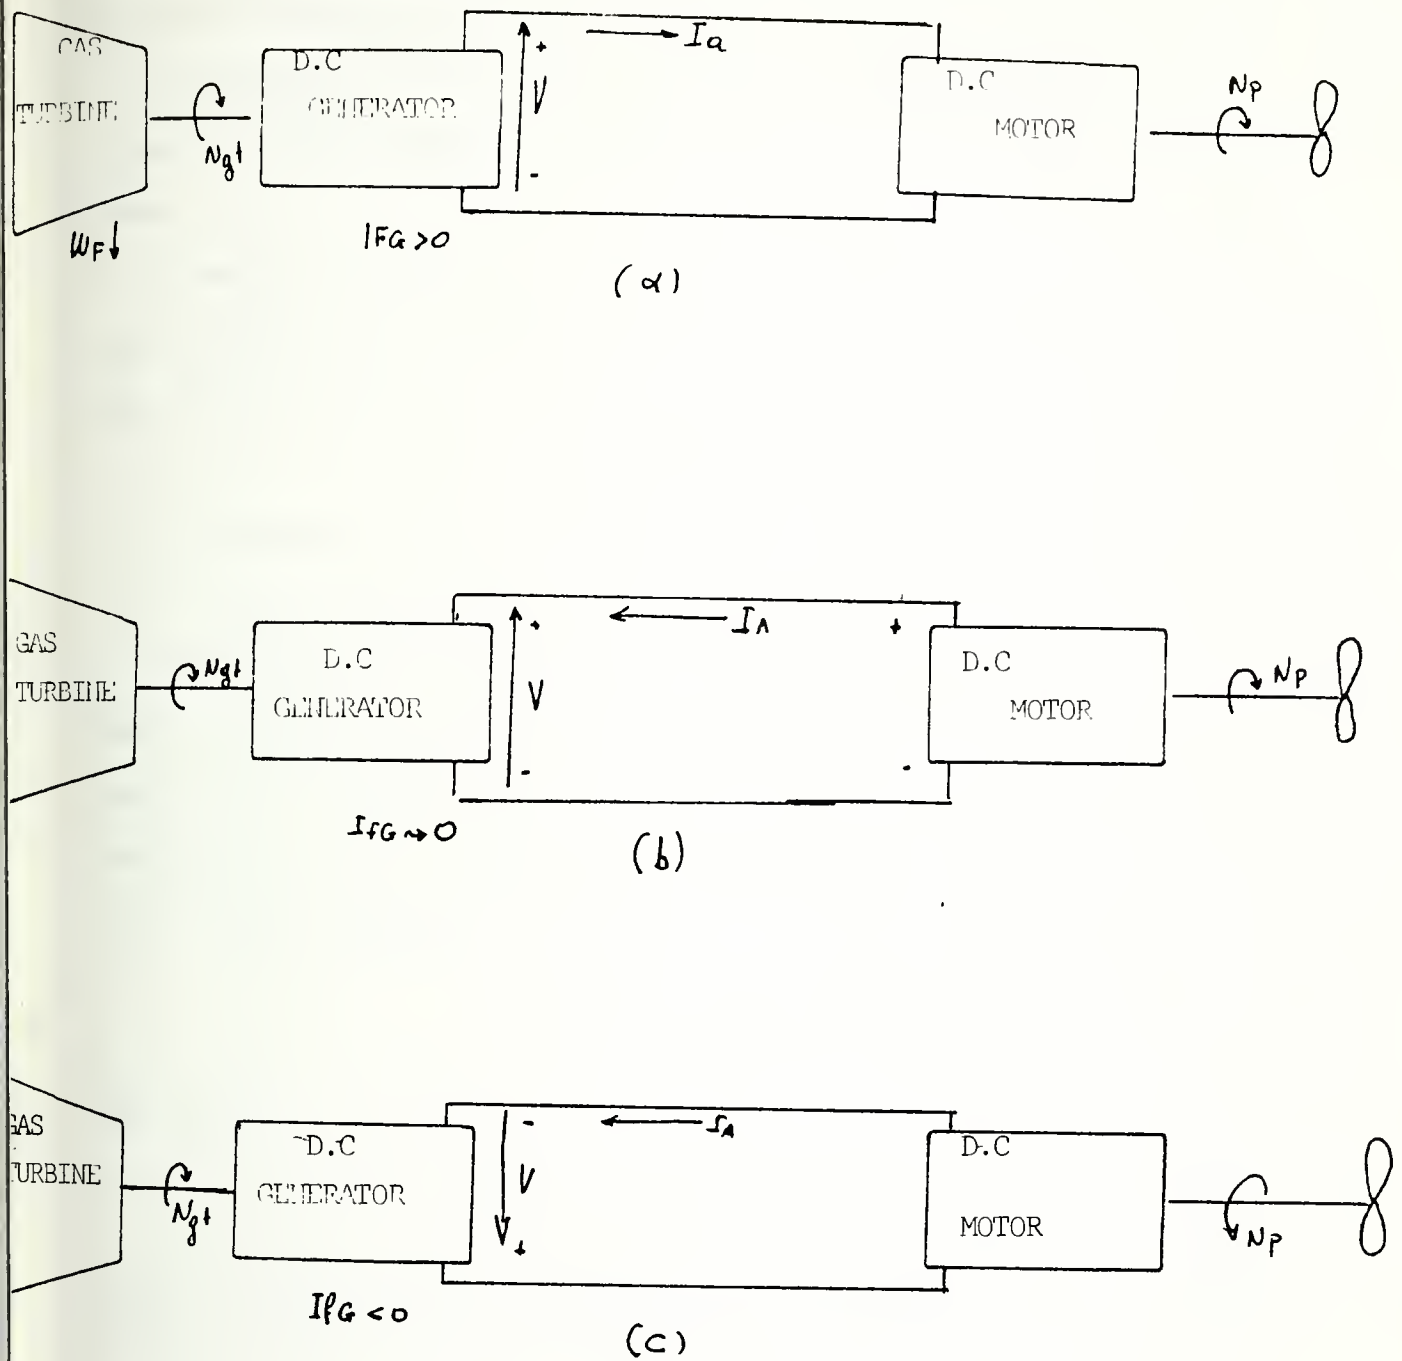 GAS
TURBINE
Ngt
WF↓
D.C
GENERATOR
IFG>0
+
V
-
→ Ia
D.C
MOTOR
Np
(α)
GAS
TURBINE
Ngt
D.C
GENERATOR
IfG→0
+
V
-
← IA
+
-
D.C
MOTOR
Np
(b)
GAS
TURBINE
Ngt
D.C
GENERATOR
IfG<0
-
V
+
← IA
D.C
MOTOR
Np
(c)